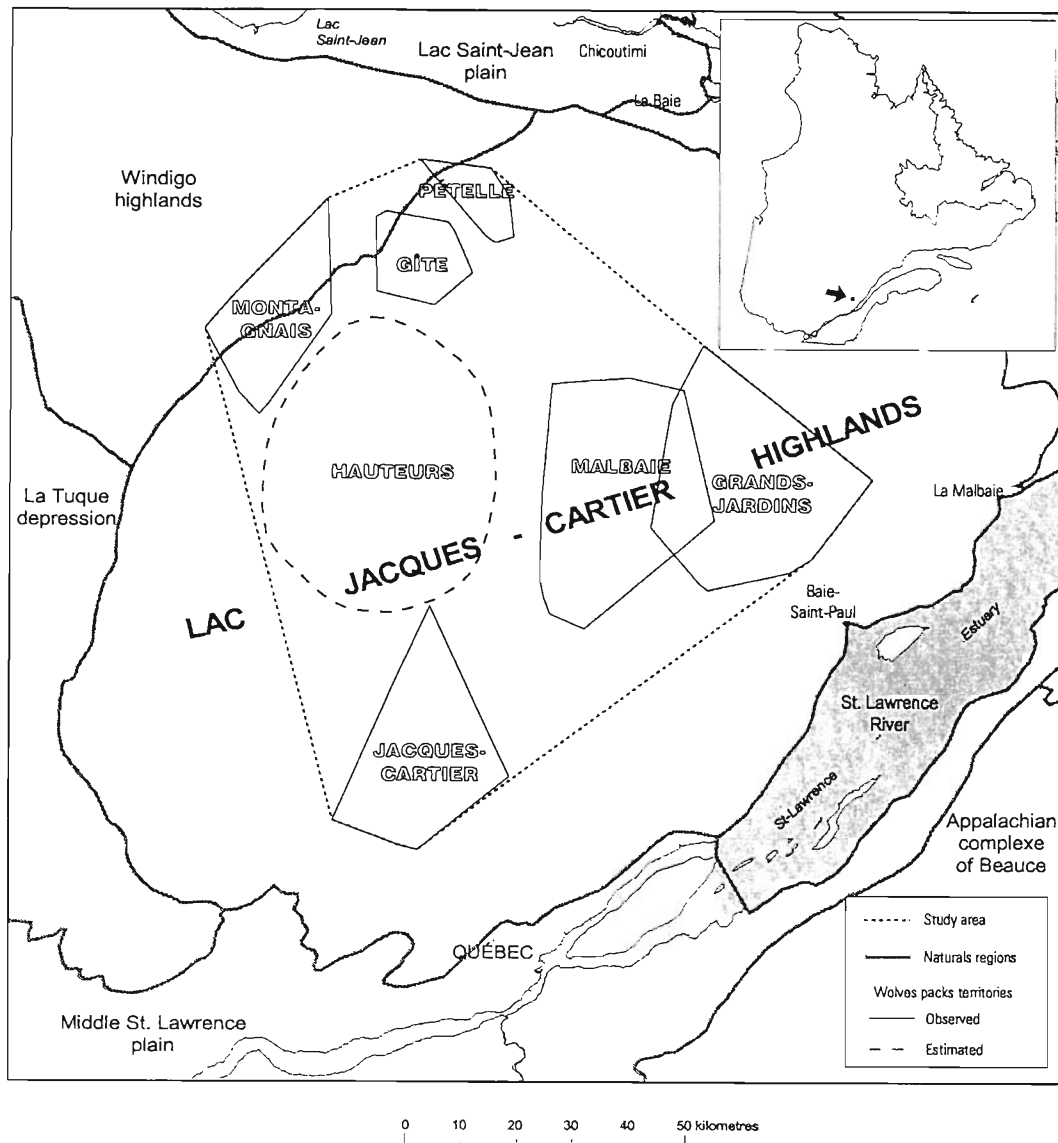 Lac
Saint-Jean
Lac Saint-Jean
plain
Chicoutimi
La Baie
Windigo
highlands
PETELLE
GÎTE
MONTA-
GNAIS
HAUTEURS
MALBAIE
GRANDS-
JARDINS
HIGHLANDS
La Malbaie
La Tuque
depression
LAC
JACQUES - CARTIER
Baie-
Saint-Paul
Estuary
St. Lawrence
River
JACQUES-
CARTIER
St-Lawrence
Appalachian
complexe
of Beauce
QUÉBEC
Middle St. Lawrence
plain
Study area
Naturals regions
Wolves packs territories
Observed
Estimated
0 10 20 30 40 50 kilometres